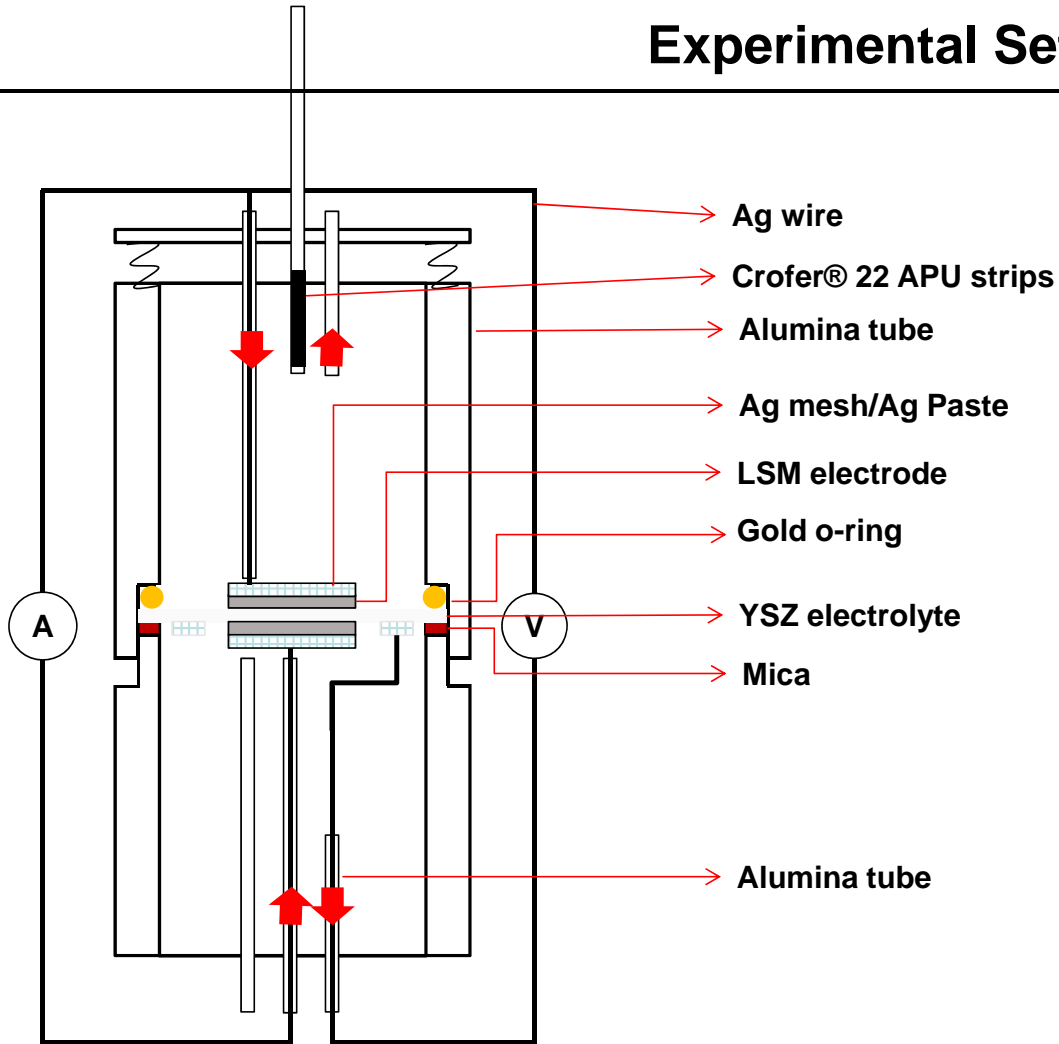 Experimental Se
Ag wire
Crofer® 22 APU strips
Alumina tube
Ag mesh/Ag Paste
LSM electrode
Gold o-ring
A
V
YSZ electrolyte
Mica
Alumina tube